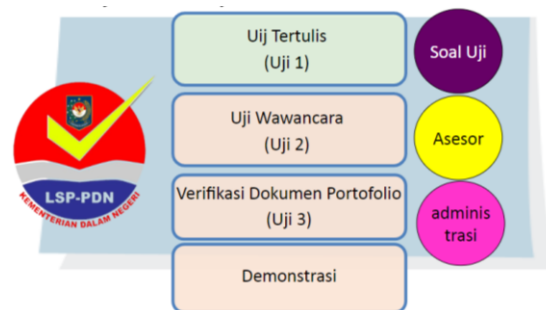 Uij Tertulis
(Uji 1)
Soal Uji
Uji Wawancara
(Uji 2)
Asesor
LSP-PDN
KEMENTERIAN DALAM NEGERI
Verifikasi Dokumen Portofolio
(Uji 3)
adminis
trasi
Demonstrasi